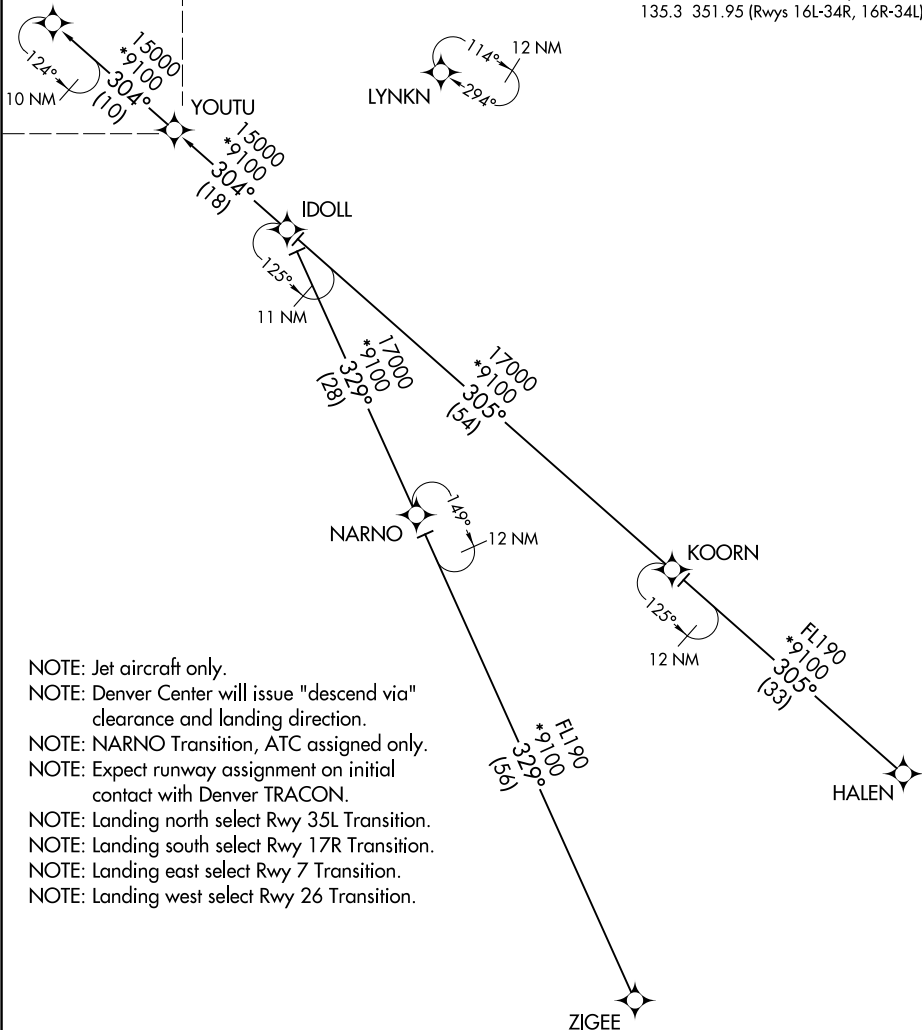 135.3 351.95 (Rwys 16L-34R, 16R-34L)
15000
*9100
304°
(10)
124°
10 NM
114°
12 NM
294°
LYNKN
YOUTU
15000
*9100
304°
(18)
IDOLL
125°
11 NM
17000
*9100
329°
(28)
17000
*9100
305°
(54)
NARNO
149°
12 NM
KOORN
125°
12 NM
FL190
*9100
305°
(33)
HALEN
FL190
*9100
329°
(56)
ZIGEE
NOTE: Jet aircraft only.
NOTE: Denver Center will issue "descend via"
clearance and landing direction.
NOTE: NARNO Transition, ATC assigned only.
NOTE: Expect runway assignment on initial
contact with Denver TRACON.
NOTE: Landing north select Rwy 35L Transition.
NOTE: Landing south select Rwy 17R Transition.
NOTE: Landing east select Rwy 7 Transition.
NOTE: Landing west select Rwy 26 Transition.